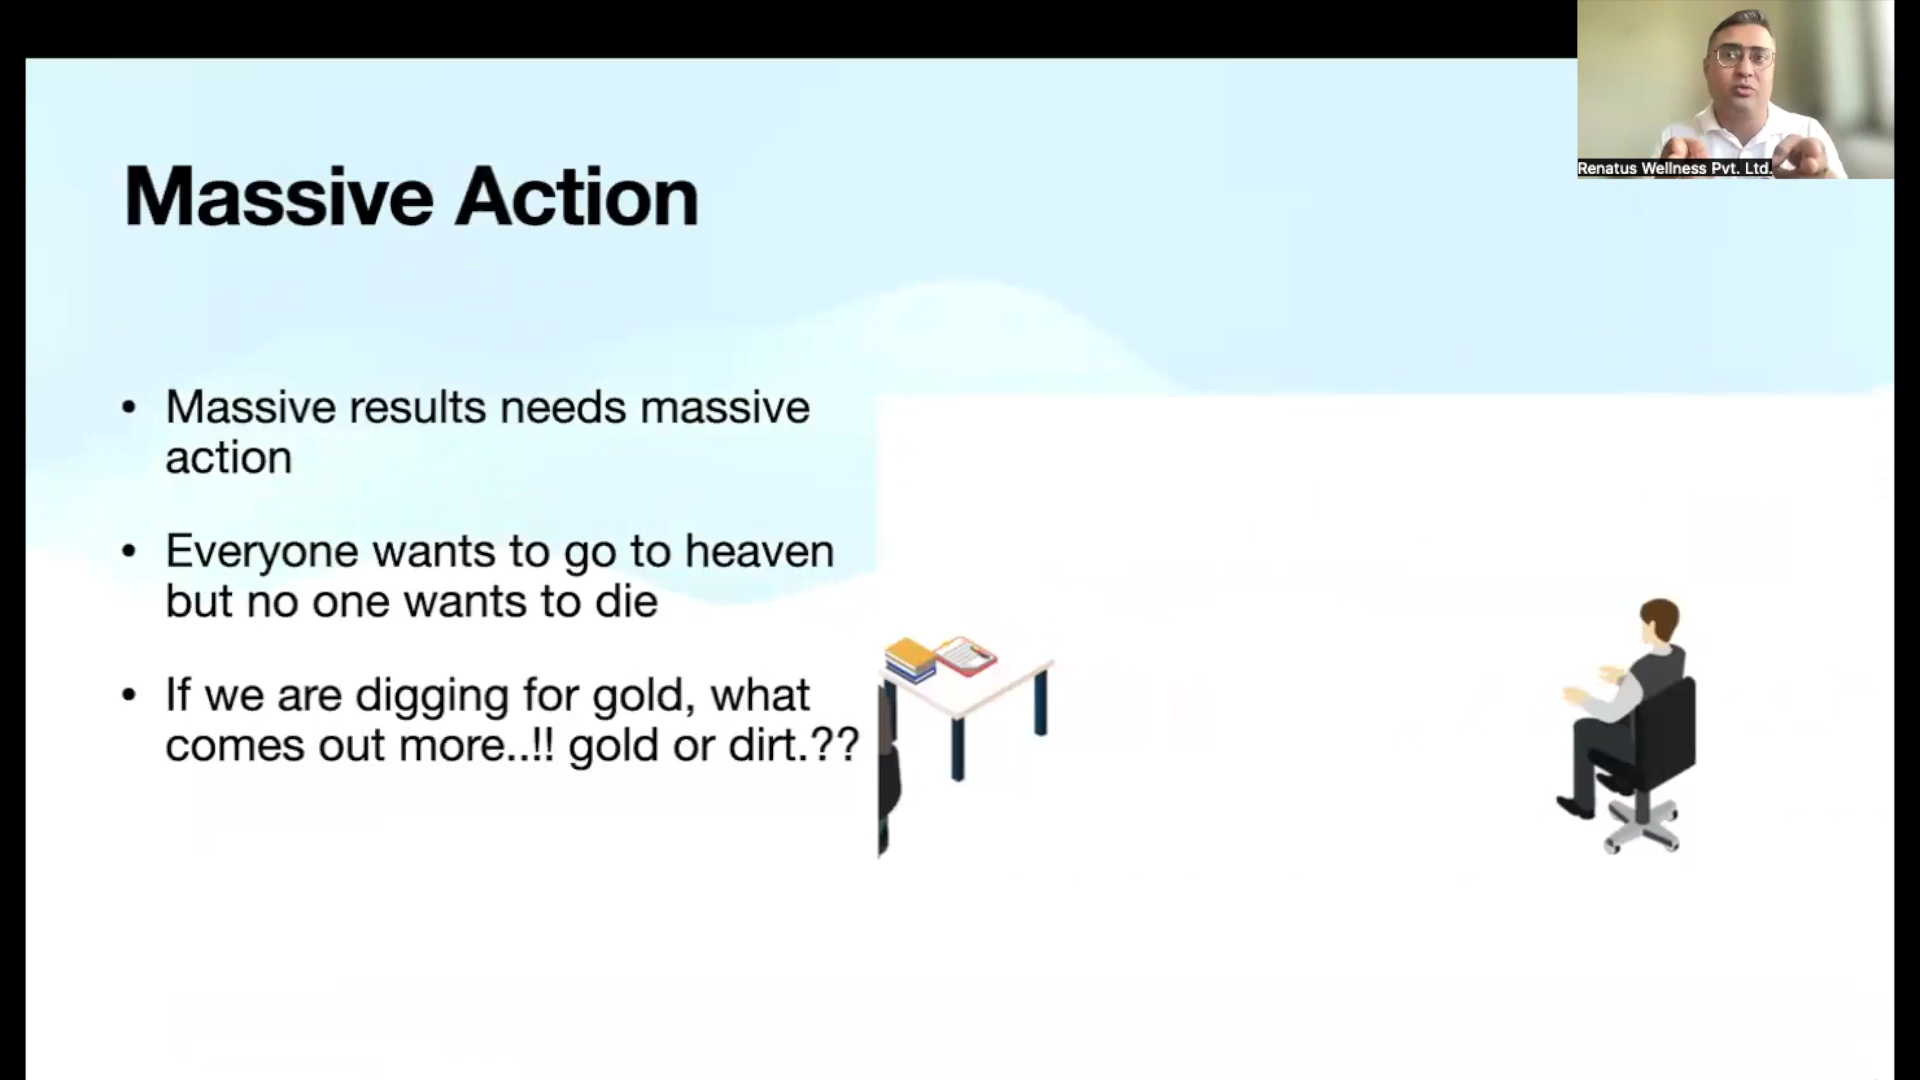 Renatus Wellness Pvt. Ltd.
Massive Action
• Massive results needs massive
action
• Everyone wants to go to heaven
but no one wants to die
• If we are digging for gold, what
comes out more..!! gold or dirt.??